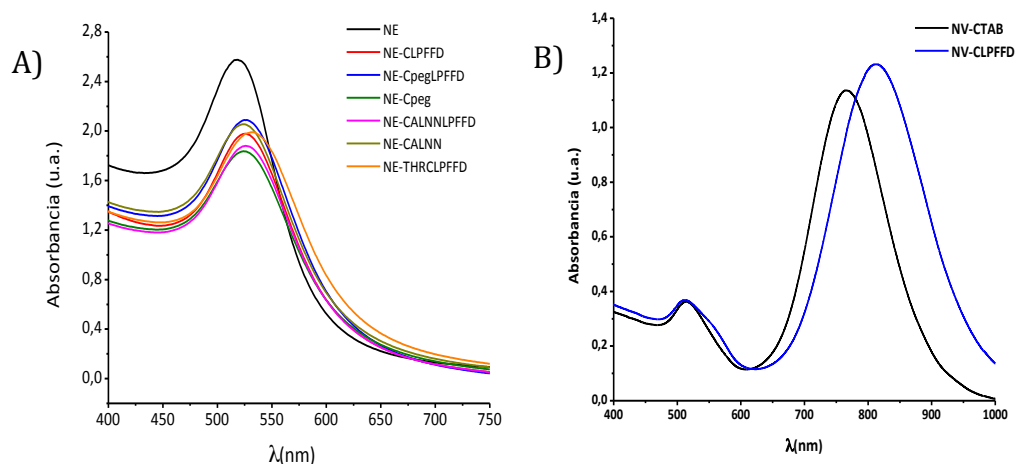 A)
2,8
2,4
2,0
1,6
1,2
0,8
0,4
0,0
Absorbancia (u.a.)
400 450 500 550 600 650 700 750
λ(nm)
NE
NE-CLPFFD
NE-CpegLPFFD
NE-Cpeg
NE-CALNNLPFFD
NE-CALNN
NE-THRCLPFFD
B)
1,4
1,2
1,0
0,8
0,6
0,4
0,2
0,0
Absorbancia (u.a.)
400 500 600 700 800 900 1000
λ(nm)
NV-CTAB
NV-CLPFFD